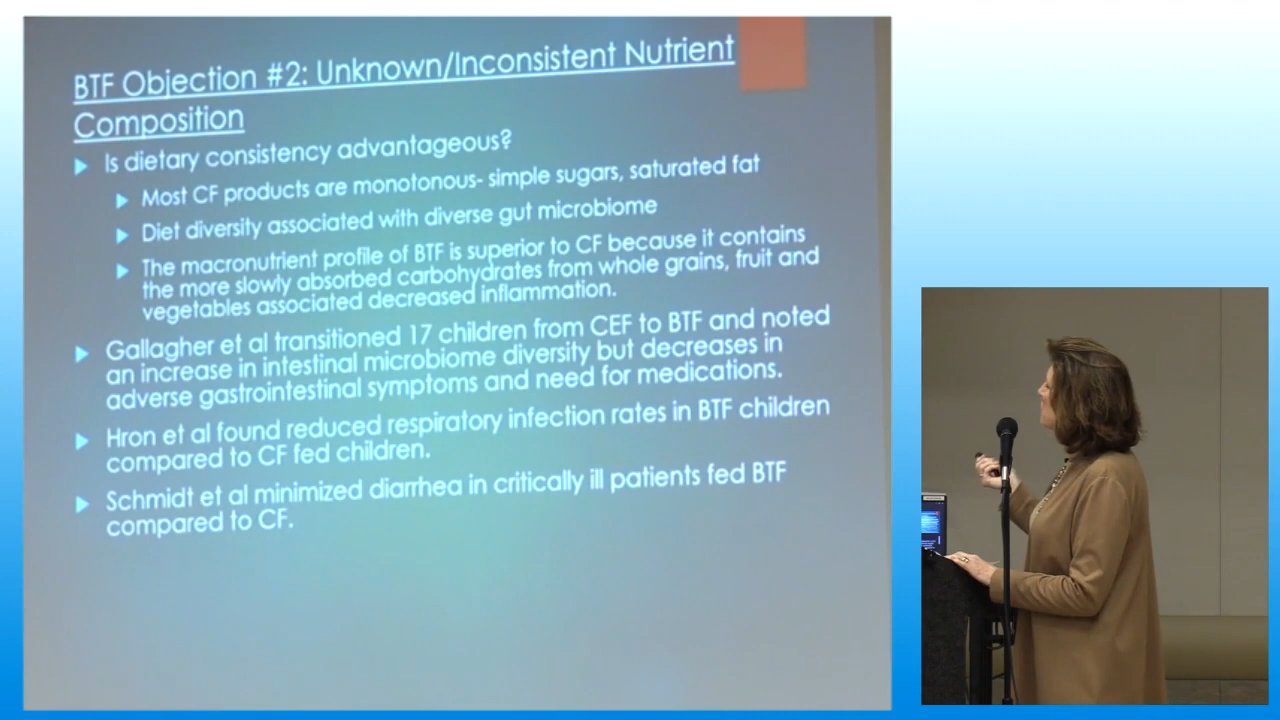 BTF Objection #2: Unknown/Inconsistent Nutrient
Composition
Is dietary consistency advantageous?
Most CF products are monotonous- simple sugars, saturated fat
Diet diversity associated with diverse gut microbiome
The macronutrient profile of BTF is superior to CF because it contains
the more slowly absorbed carbohydrates from whole grains, fruit and
vegetables associated decreased inflammation.
Gallagher et al transitioned 17 children from CEF to BTF and noted
an increase in intestinal microbiome diversity but decreases in
adverse gastrointestinal symptoms and need for medications.
Hron et al found reduced respiratory infection rates in BTF children
compared to CF fed children.
Schmidt et al minimized diarrhea in critically ill patients fed BTF
compared to CF.